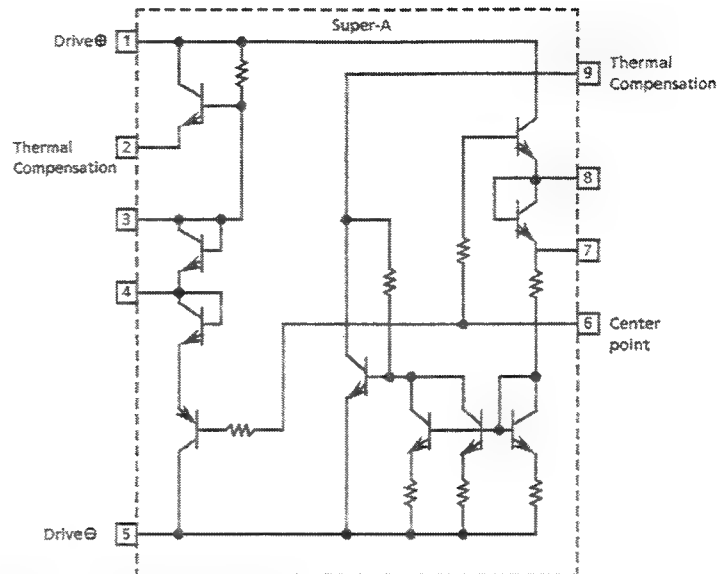 Super-A
Drive⊕ 1
9 Thermal
Compensation
Thermal
Compensation 2
8
3
7
4
6 Center
point
Drive⊖ 5